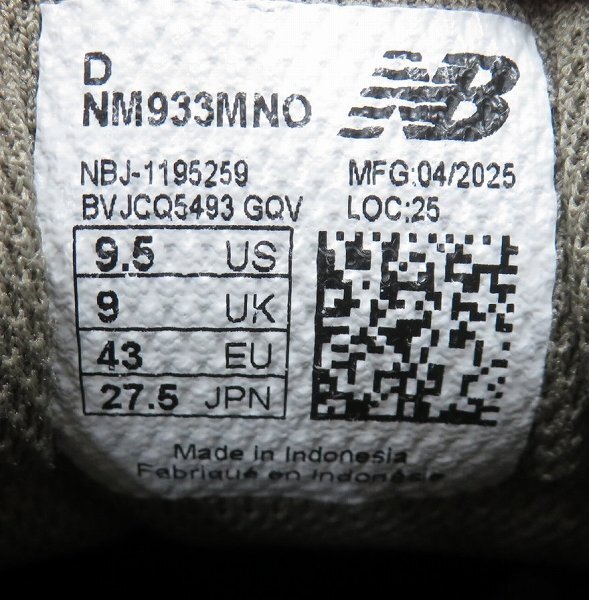 D
NM933MNO
NB
NBJ-1195259
MFG:04/2025
BVJCQ5493 GQV
LOC:25
9.5 US
9 UK
43 EU
27.5 JPN
Made in Indonesia
Fabriqué en Indonésie